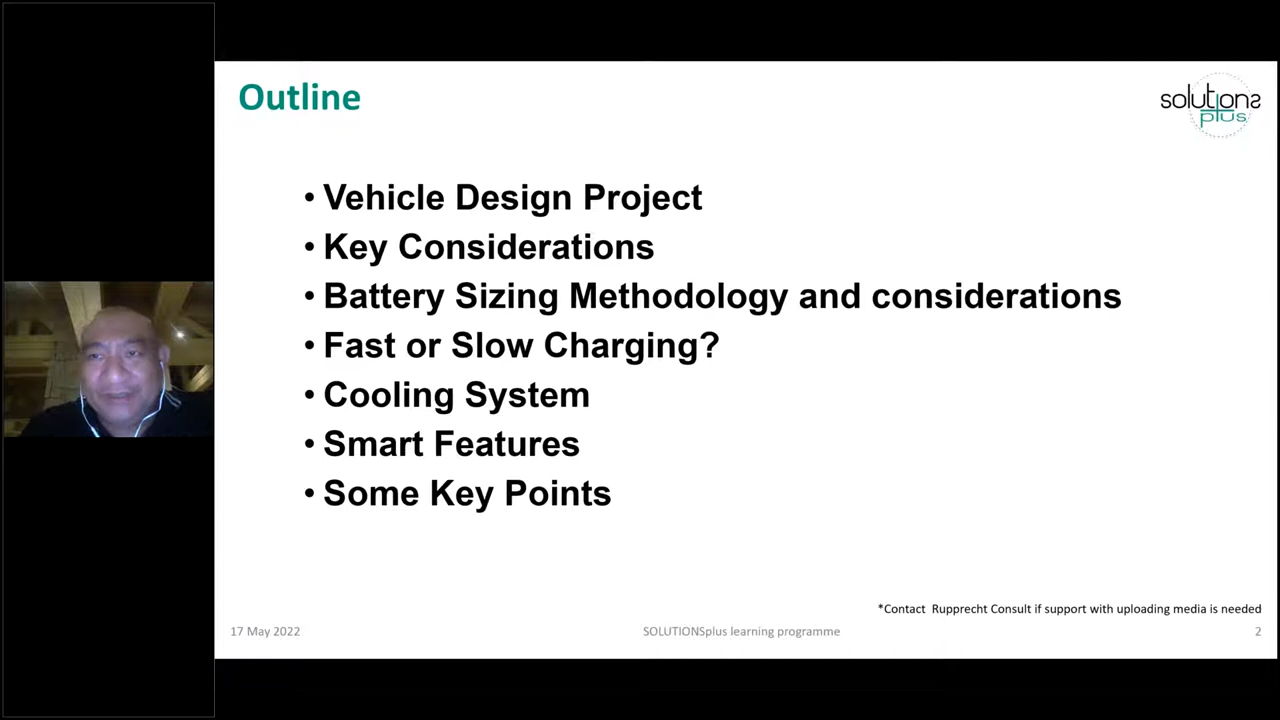 Outline
solutions
plus
• Vehicle Design Project
• Key Considerations
• Battery Sizing Methodology and considerations
• Fast or Slow Charging?
• Cooling System
• Smart Features
• Some Key Points
*Contact Rupprecht Consult if support with uploading media is needed
17 May 2022
SOLUTIONSplus learning programme
2